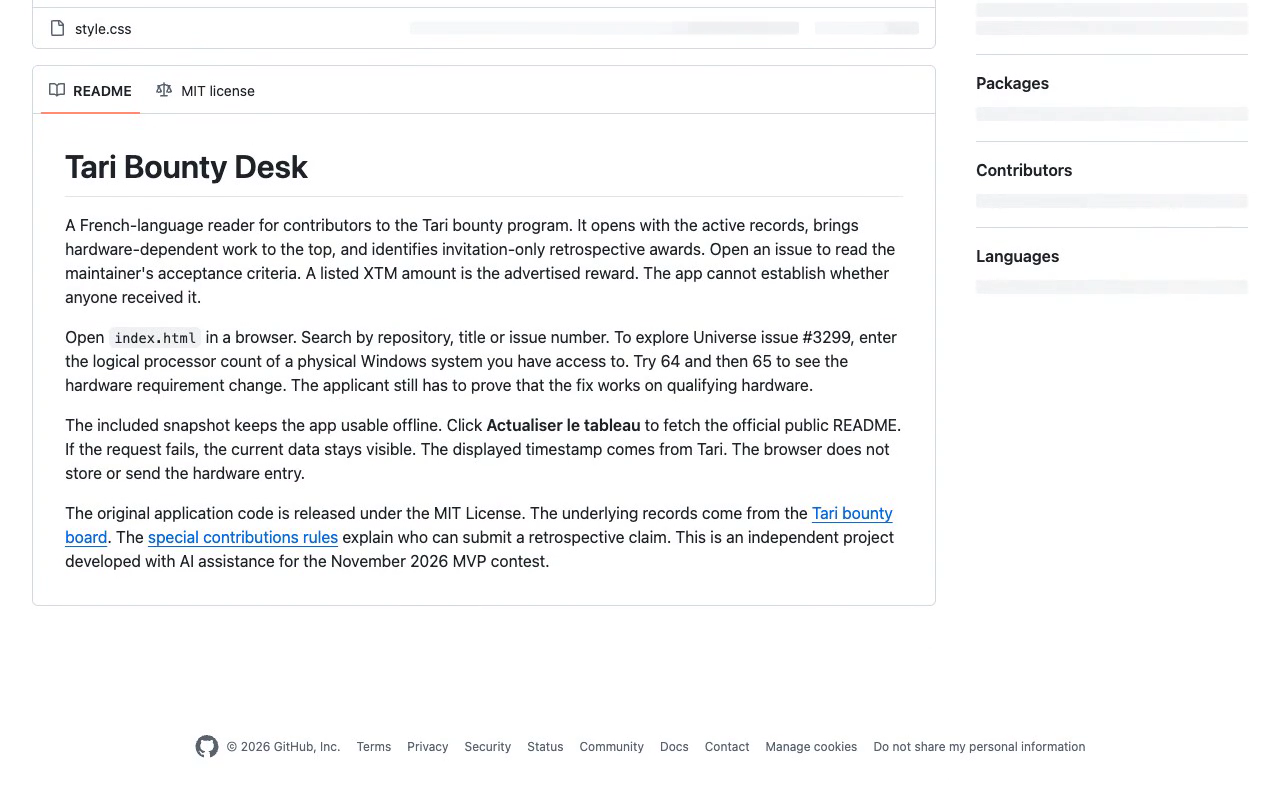 style.css
README
MIT license
Tari Bounty Desk
A French-language reader for contributors to the Tari bounty program. It opens with the active records, brings
hardware-dependent work to the top, and identifies invitation-only retrospective awards. Open an issue to read the
maintainer's acceptance criteria. A listed XTM amount is the advertised reward. The app cannot establish whether
anyone received it.
Open index.html in a browser. Search by repository, title or issue number. To explore Universe issue #3299, enter
the logical processor count of a physical Windows system you have access to. Try 64 and then 65 to see the
hardware requirement change. The applicant still has to prove that the fix works on qualifying hardware.
The included snapshot keeps the app usable offline. Click Actualiser le tableau to fetch the official public README.
If the request fails, the current data stays visible. The displayed timestamp comes from Tari. The browser does not
store or send the hardware entry.
The original application code is released under the MIT License. The underlying records come from the Tari bounty
board. The special contributions rules explain who can submit a retrospective claim. This is an independent project
developed with AI assistance for the November 2026 MVP contest.
Packages
Contributors
Languages
© 2026 GitHub, Inc. Terms Privacy Security Status Community Docs Contact Manage cookies Do not share my personal information